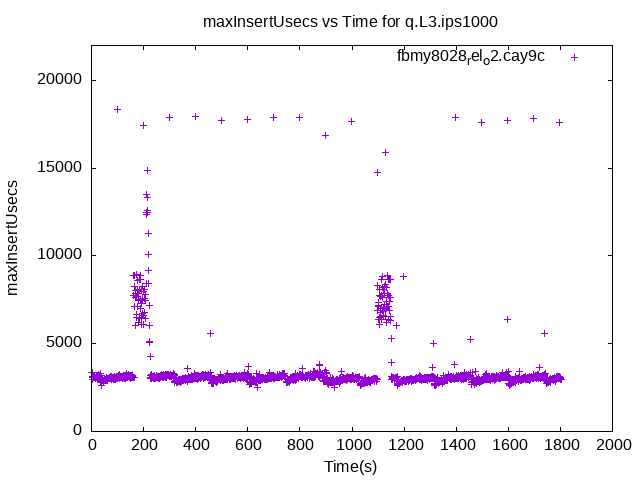 maxInsertUsecs vs Time for q.L3.ips1000
fbmy8028relo2.cay9c
20000
15000
10000
5000
0
maxInsertUsecs
0 200 400 600 800 1000 1200 1400 1600 1800 2000
Time(s)